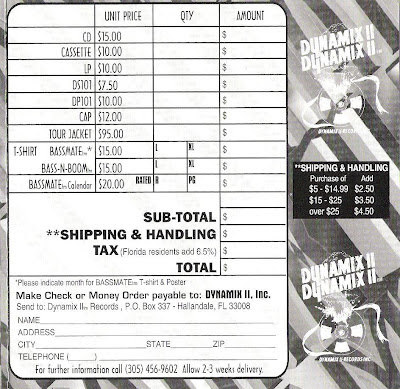 UNIT PRICE QTY AMOUNT
CD $15.00 $
CASSETTE $10.00 $
LP $10.00 $
DS101 $7.50 $
DP101 $10.00 $
CAP $12.00 $
TOUR JACKET $95.00 $
T-SHIRT BASSMATE™* $15.00 L XL $
BASS-N-BOOM™ $15.00 L XL $
BASSMATE™ Calendar $20.00 RATED R PG $
SUB-TOTAL $
**SHIPPING & HANDLING $
TAX (Florida residents add 6.5%) $
TOTAL $
*Please indicate month for BASSMATE™ T-shirt & Poster
Make Check or Money Order payable to: DYNAMIX II, Inc.
Send to: Dynamix II™ Records , P.O. Box 337 - Hallandale, FL 33008
NAME
ADDRESS
CITY STATE ZIP
TELEPHONE ( )
For further information call (305) 456-9602 Allow 2-3 weeks delivery.
DYNAMIX II
DYNAMIX II
DYNAMIX II RECORDS INC.
**SHIPPING & HANDLING
Purchase of Add
$5 - $14.99 $2.50
$15 - $25 $3.50
over $25 $4.50
DYNAMIX II
DYNAMIX II
DYNAMIX II RECORDS INC.